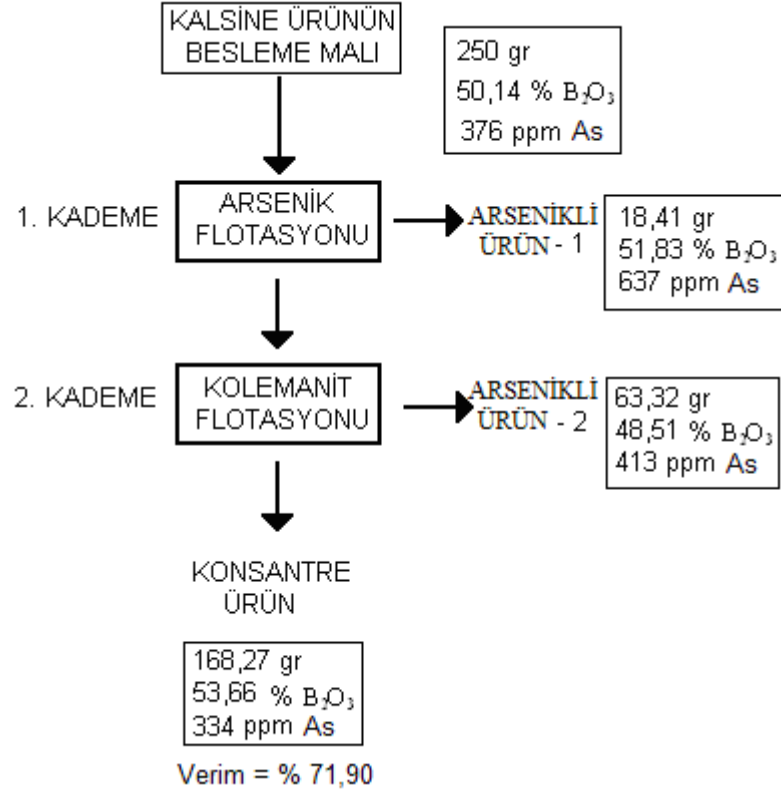 KALSİNE ÜRÜNÜN
BESLEME MALI
250 gr
50,14 % B₂O₃
376 ppm As
1. KADEME
ARSENİK
FLOTASYONU
ARSENİKLİ
ÜRÜN - 1
18,41 gr
51,83 % B₂O₃
637 ppm As
2. KADEME
KOLEMANİT
FLOTASYONU
ARSENİKLİ
ÜRÜN - 2
63,32 gr
48,51 % B₂O₃
413 ppm As
KONSANTRE
ÜRÜN
168,27 gr
53,66 % B₂O₃
334 ppm As
Verim = % 71,90